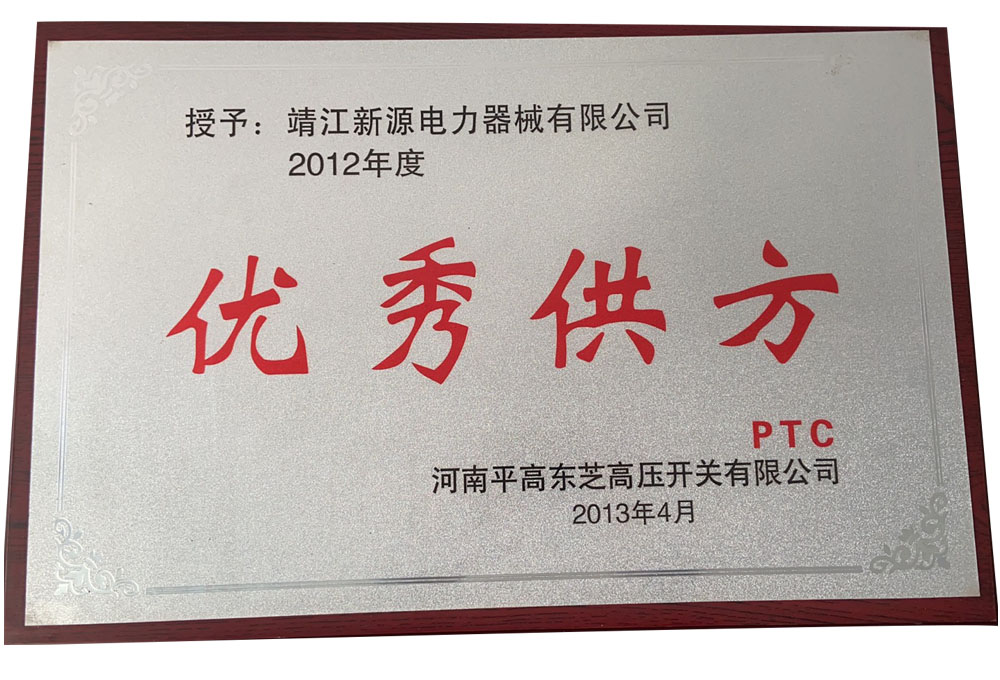 授予：靖江新源电力器械有限公司
2012年度
优秀供方
PTC
河南平高东芝高压开关有限公司
2013年4月